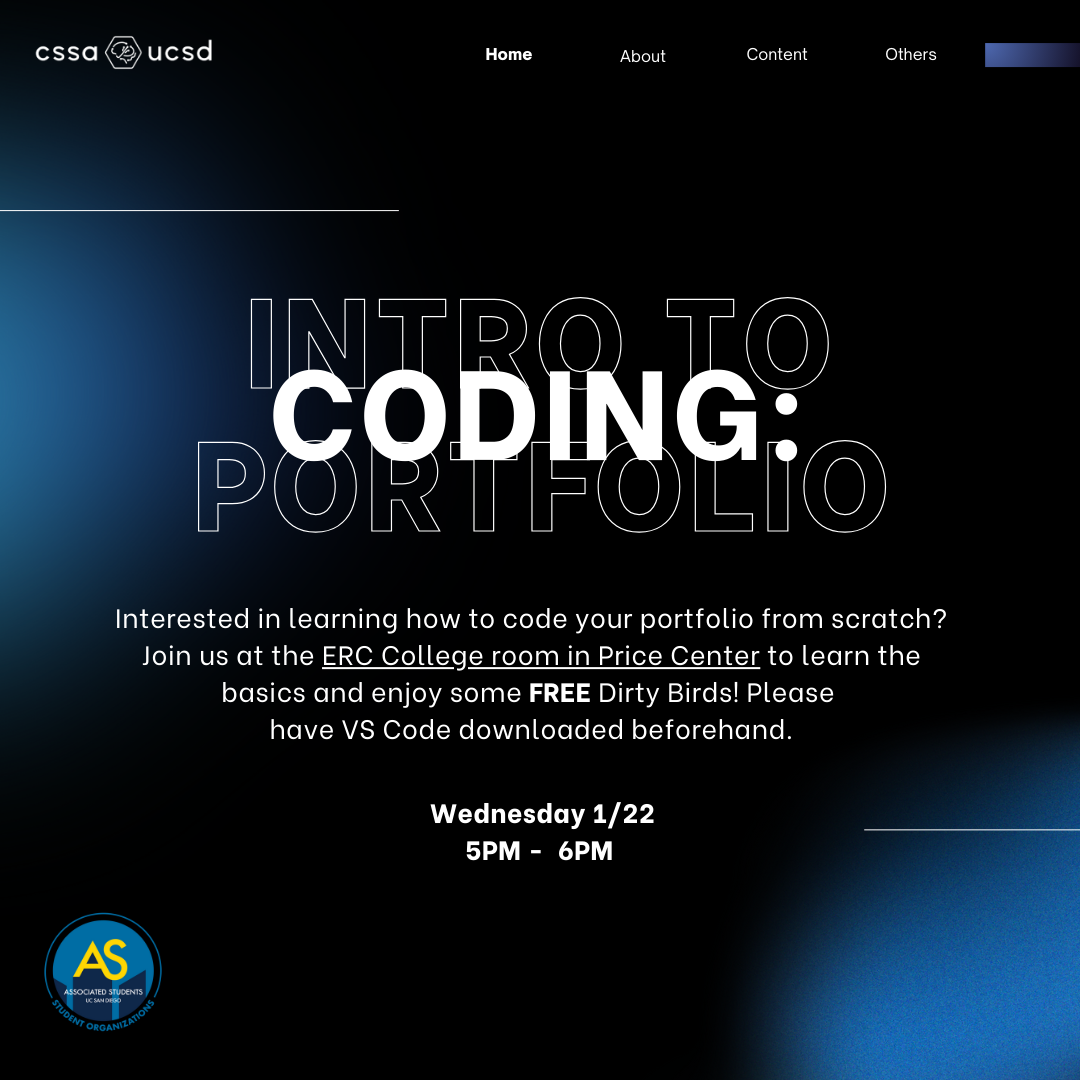 cssa ucsd
Home About Content Others
INTRO TO
CODING:
PORTFOLIO
Interested in learning how to code your portfolio from scratch?
Join us at the ERC College room in Price Center to learn the
basics and enjoy some FREE Dirty Birds! Please
have VS Code downloaded beforehand.
Wednesday 1/22
5PM - 6PM
AS
ASSOCIATED STUDENTS
UC SAN DIEGO
STUDENT ORGANIZATIONS